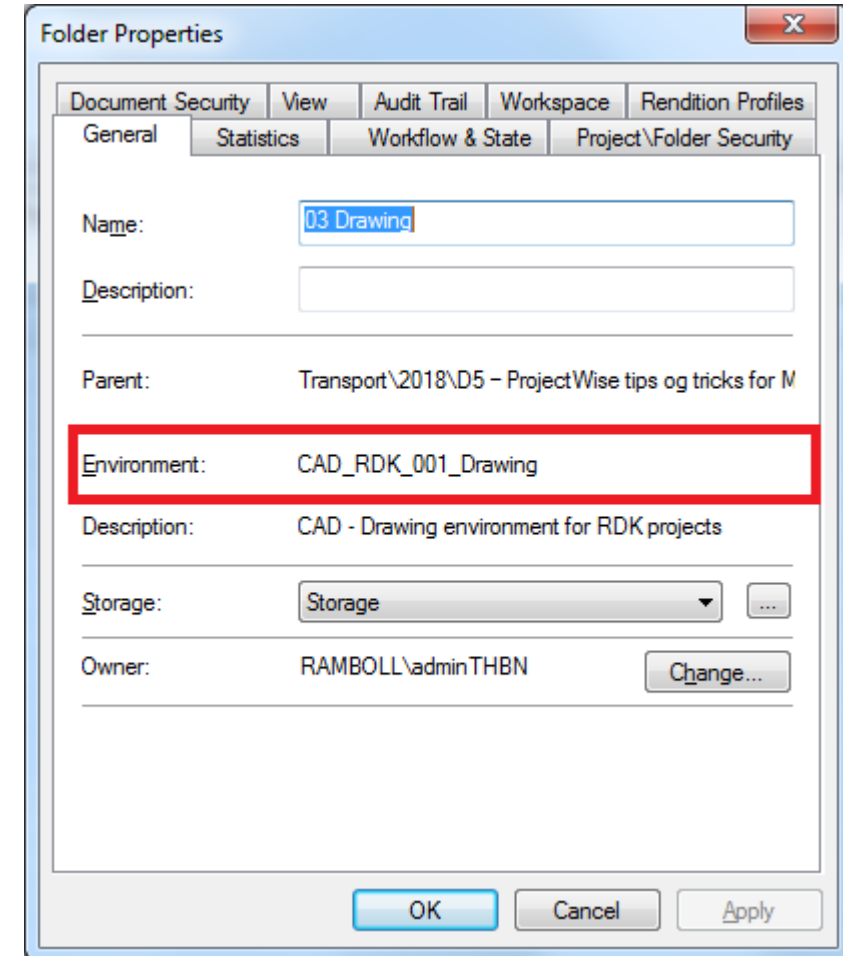 Folder Properties
Document Security View Audit Trail Workspace Rendition Profiles
General Statistics Workflow & State Project\Folder Security
Name: 03 Drawing
Description:
Parent: Transport\2018\D5 – ProjectWise tips og tricks for M
Environment: CAD_RDK_001_Drawing
Description: CAD - Drawing environment for RDK projects
Storage: Storage ...
Owner: RAMBOLL\adminTHBN Change...
OK Cancel Apply